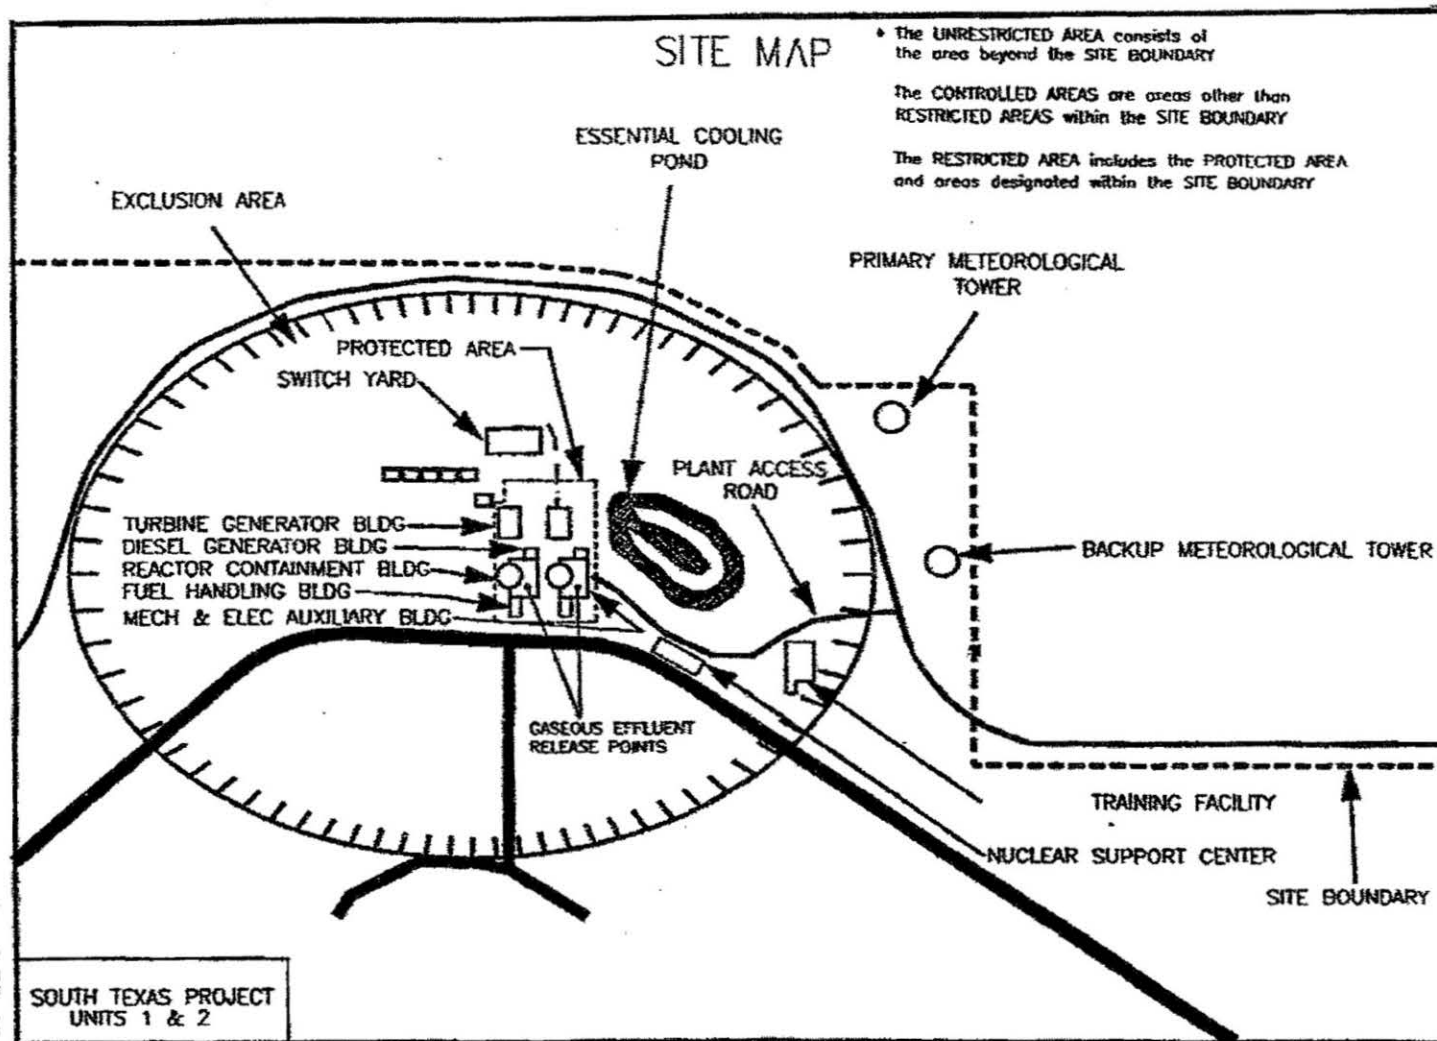 SITE MAP
* The UNRESTRICTED AREA consists of
the area beyond the SITE BOUNDARY
The CONTROLLED AREAS are areas other than
RESTRICTED AREAS within the SITE BOUNDARY
The RESTRICTED AREA includes the PROTECTED AREA
and areas designated within the SITE BOUNDARY
ESSENTIAL COOLING
POND
EXCLUSION AREA
PRIMARY METEOROLOGICAL
TOWER
PROTECTED AREA
SWITCH YARD
PLANT ACCESS
ROAD
TURBINE GENERATOR BLDG
DIESEL GENERATOR BLDG
REACTOR CONTAINMENT BLDG
FUEL HANDLING BLDG
MECH & ELEC AUXILIARY BLDG
BACKUP METEOROLOGICAL TOWER
GASEOUS EFFLUENT
RELEASE POINTS
TRAINING FACILITY
NUCLEAR SUPPORT CENTER
SITE BOUNDARY
SOUTH TEXAS PROJECT
UNITS 1 & 2